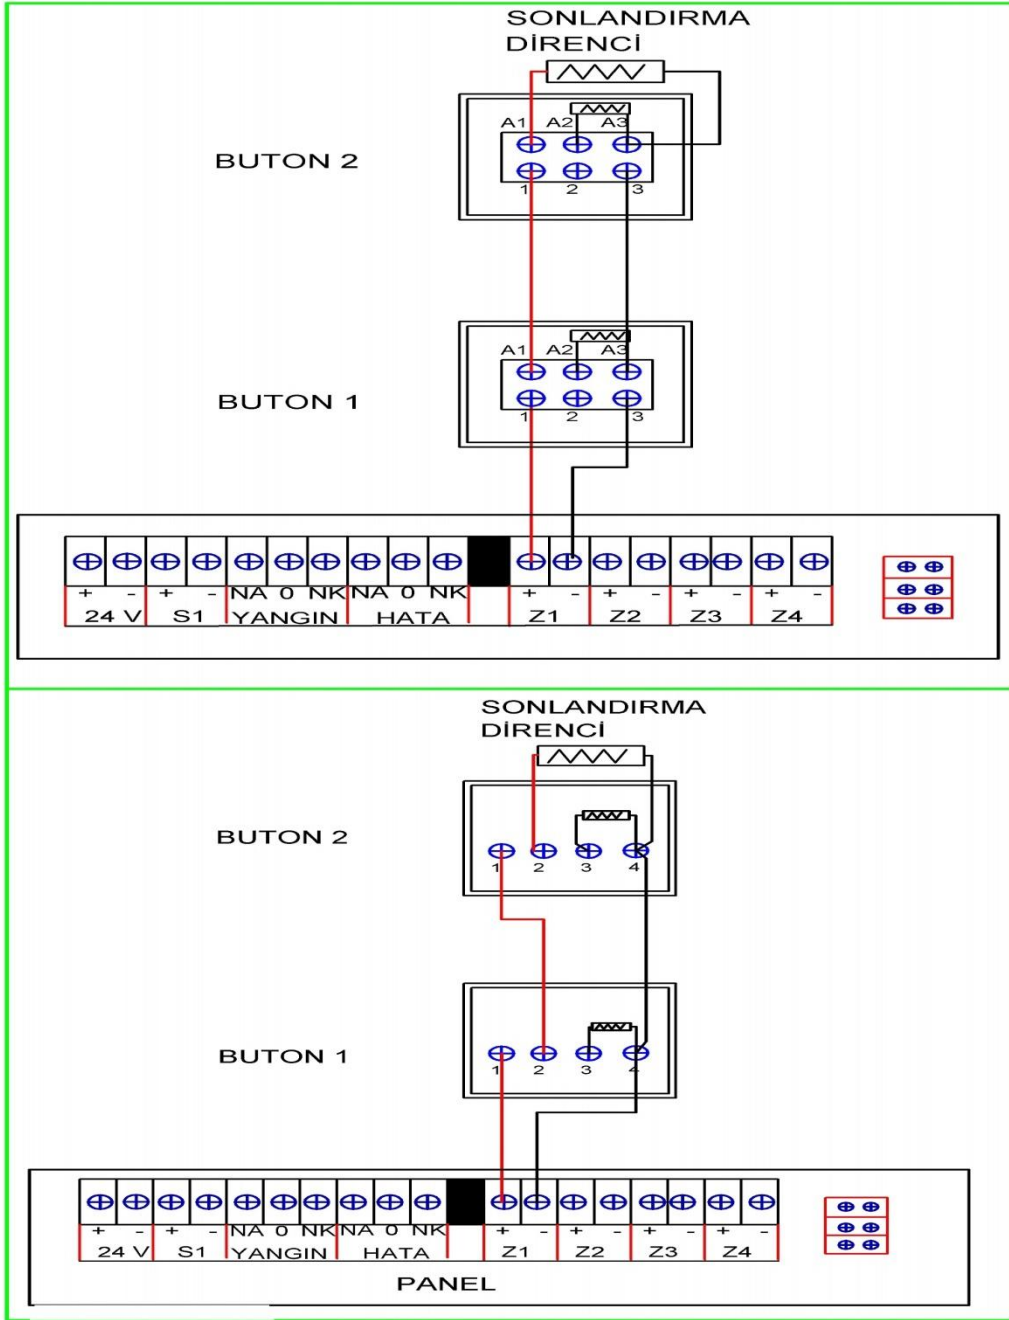 SONLANDIRMA
DİRENCİ
A1 A2 A3
BUTON 2
1 2 3
A1 A2 A3
BUTON 1
1 2 3
+ - + - NA 0 NK NA 0 NK + - + - + - + -
24 V S1 YANGIN HATA Z1 Z2 Z3 Z4
SONLANDIRMA
DİRENCİ
BUTON 2
1 2 3 4
BUTON 1
1 2 3 4
+ - + - NA 0 NK NA 0 NK + - + - + - + -
24 V S1 YANGIN HATA Z1 Z2 Z3 Z4
PANEL